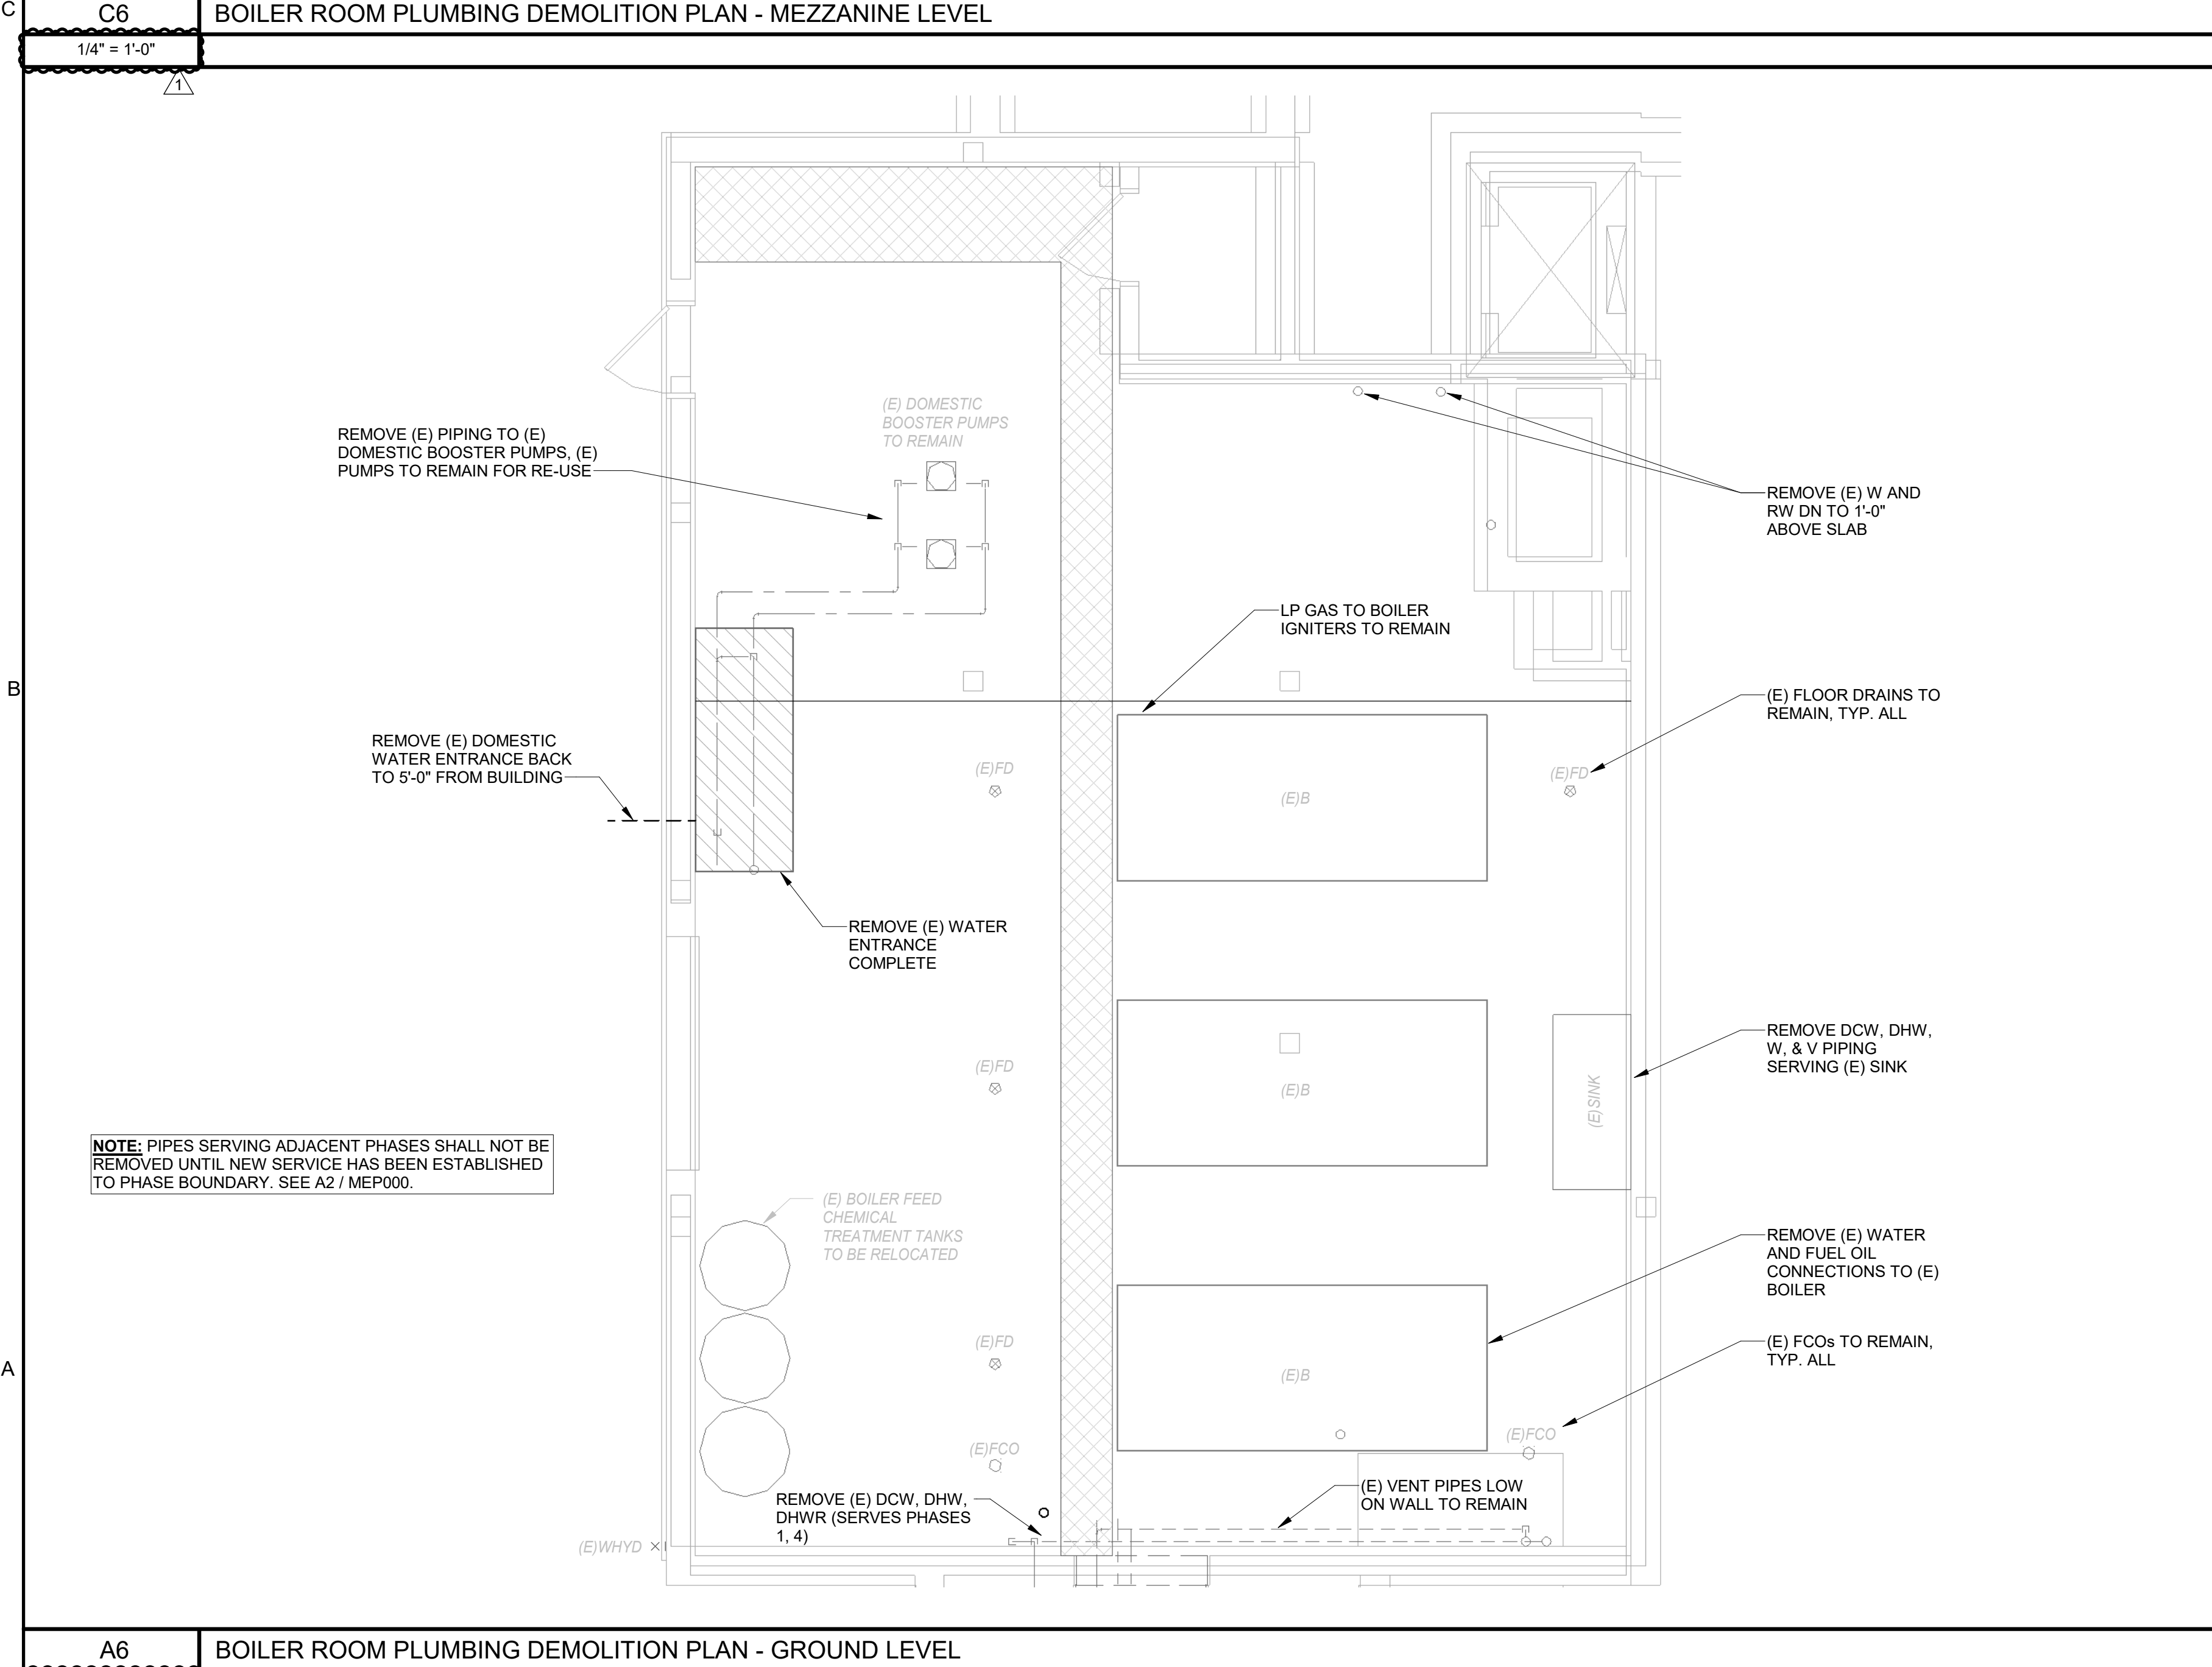 C
C6
BOILER ROOM PLUMBING DEMOLITION PLAN - MEZZANINE LEVEL
1/4" = 1'-0"
1
(E) DOMESTIC
BOOSTER PUMPS
TO REMAIN
REMOVE (E) PIPING TO (E)
DOMESTIC BOOSTER PUMPS, (E)
PUMPS TO REMAIN FOR RE-USE
REMOVE (E) W AND
RW DN TO 1'-0"
ABOVE SLAB
LP GAS TO BOILER
IGNITERS TO REMAIN
B
(E) FLOOR DRAINS TO
REMAIN, TYP. ALL
REMOVE (E) DOMESTIC
WATER ENTRANCE BACK
TO 5'-0" FROM BUILDING
(E)FD
(E)B
(E)FD
REMOVE (E) WATER
ENTRANCE
COMPLETE
REMOVE DCW, DHW,
W, & V PIPING
SERVING (E) SINK
(E)FD
(E)B
(E)SINK
NOTE: PIPES SERVING ADJACENT PHASES SHALL NOT BE
REMOVED UNTIL NEW SERVICE HAS BEEN ESTABLISHED
TO PHASE BOUNDARY. SEE A2 / MEP000.
(E) BOILER FEED
CHEMICAL
TREATMENT TANKS
TO BE RELOCATED
REMOVE (E) WATER
AND FUEL OIL
CONNECTIONS TO (E)
BOILER
A
(E)FD
(E)B
(E) FCOs TO REMAIN,
TYP. ALL
(E)FCO
(E)FCO
REMOVE (E) DCW, DHW,
DHWR (SERVES PHASES
1, 4)
(E) VENT PIPES LOW
ON WALL TO REMAIN
(E)WHYD
A6
BOILER ROOM PLUMBING DEMOLITION PLAN - GROUND LEVEL